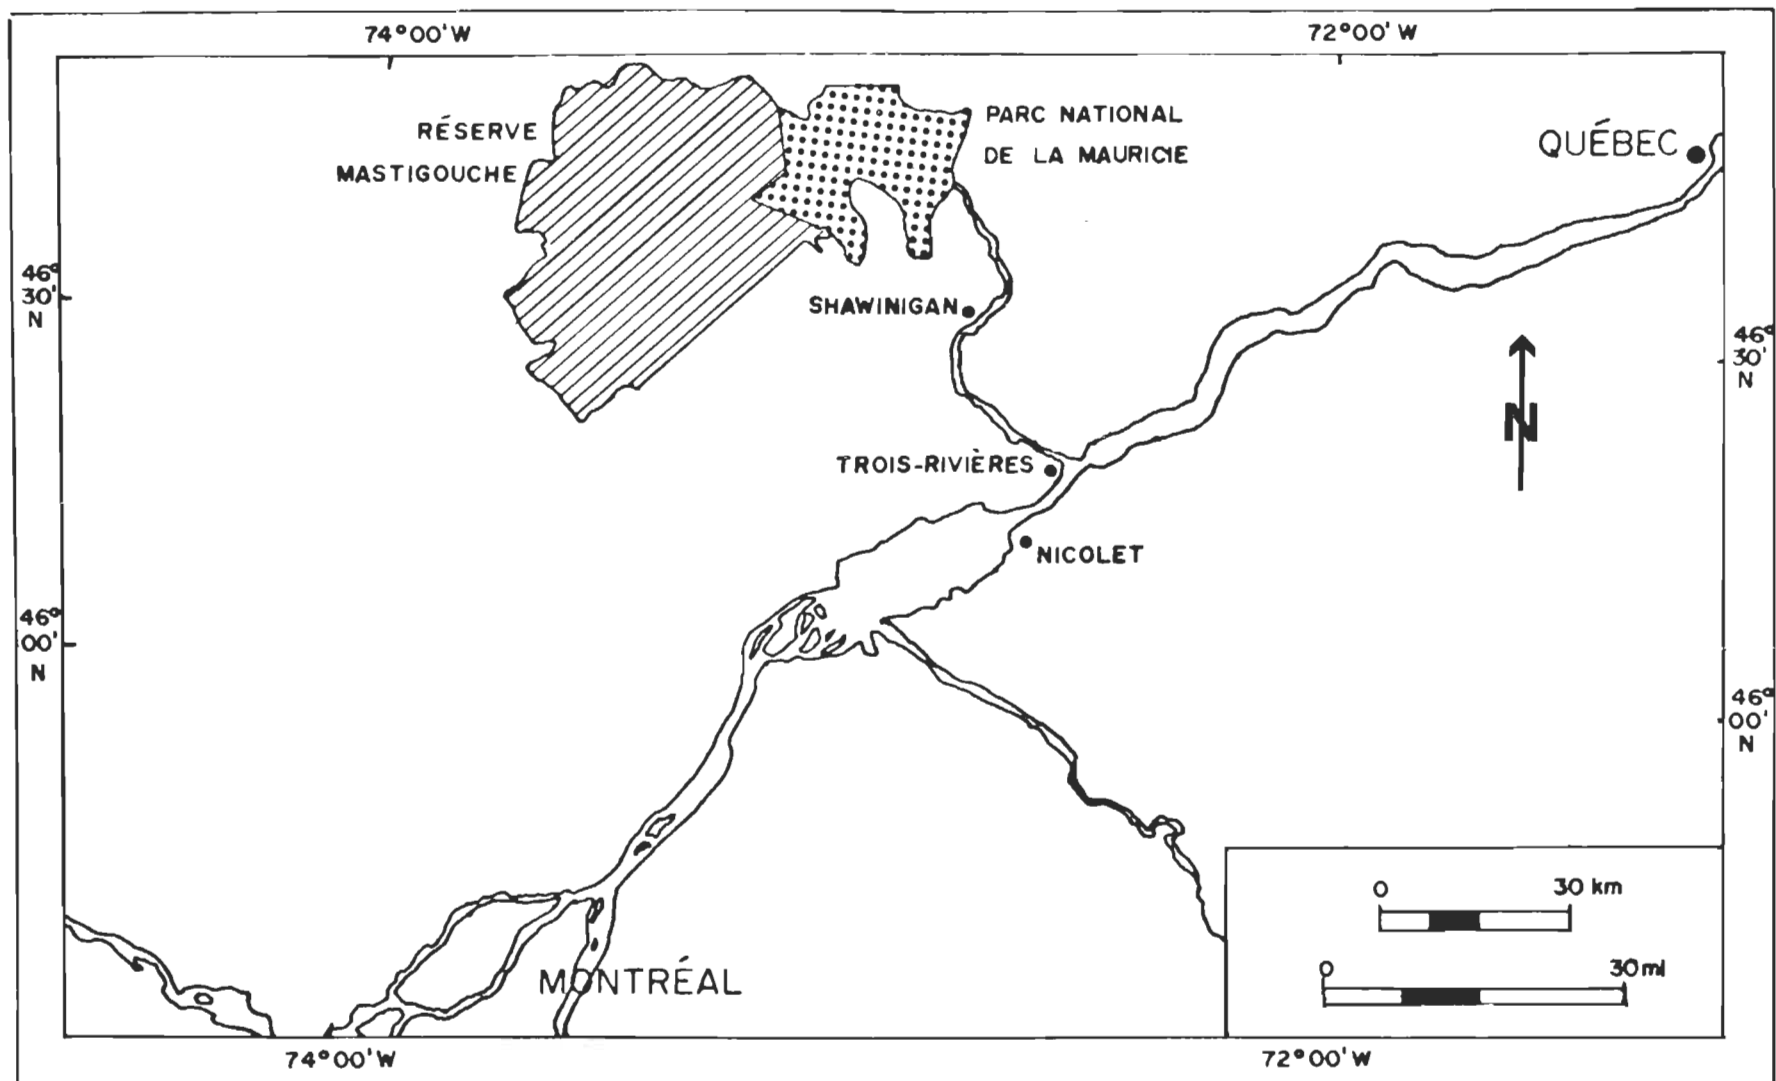 74°00'W
72°00'W
RÉSERVE
MASTIGOUCHE
PARC NATIONAL
DE LA MAURICIE
QUÉBEC
46°
30'
N
SHAWINIGAN
46°
30'
N
N
TROIS-RIVIÈRES
NICOLET
46°
00'
N
46°
00'
N
0
30 km
0
30 mi
MONTRÉAL
74°00'W
72°00'W